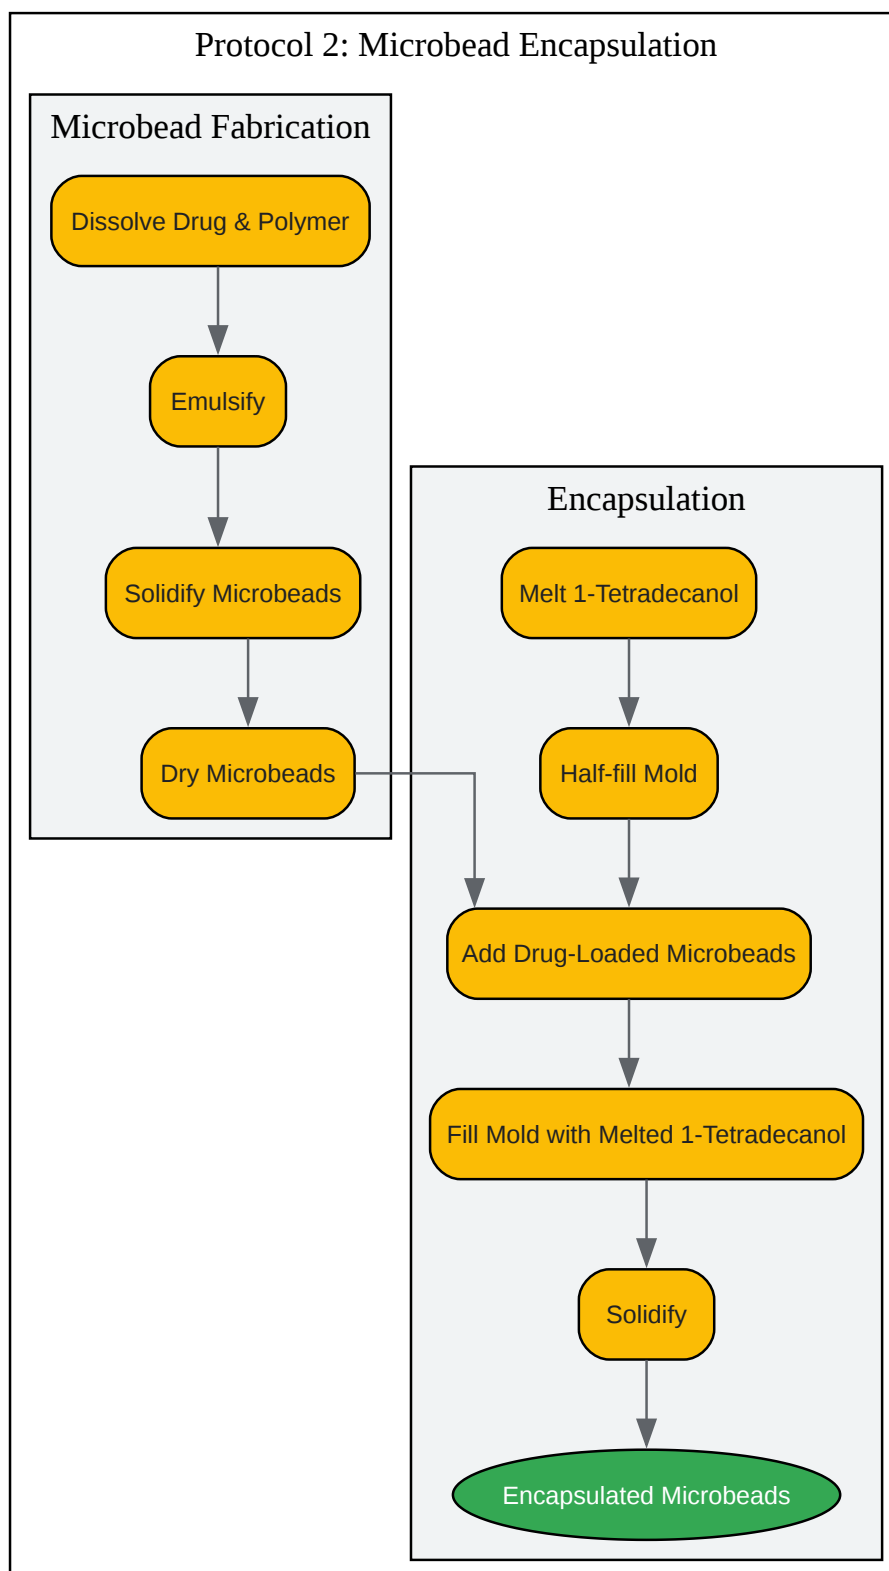 Protocol 2: Microbead Encapsulation
Microbead Fabrication
Dissolve Drug & Polymer
Emulsify
Solidify Microbeads
Dry Microbeads
Encapsulation
Melt 1-Tetradecanol
Half-fill Mold
Add Drug-Loaded Microbeads
Fill Mold with Melted 1-Tetradecanol
Solidify
Encapsulated Microbeads